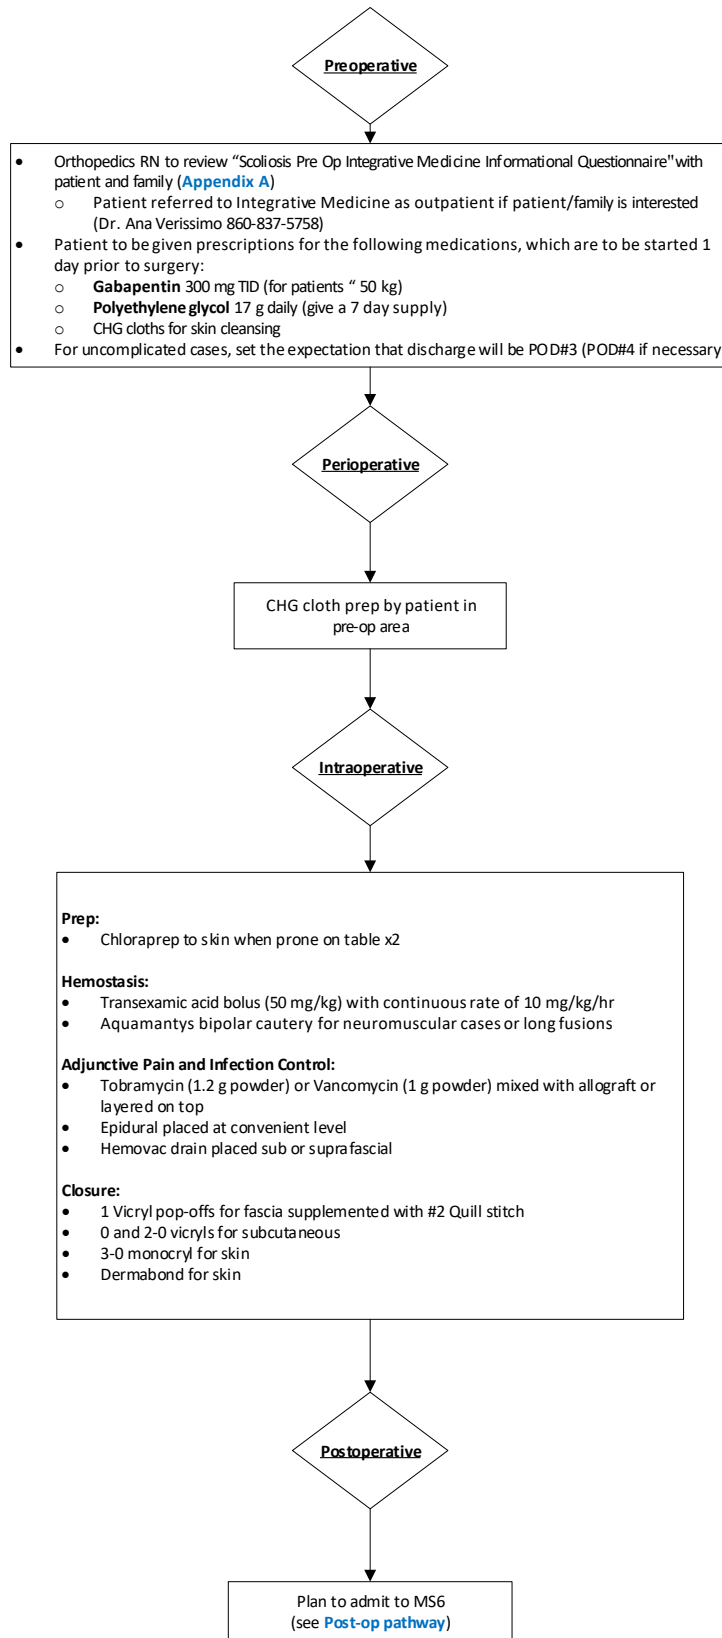 Preoperative
• Orthopedics RN to review “Scoliosis Pre Op Integrative Medicine Informational Questionnaire" with
patient and family (Appendix A)
o Patient referred to Integrative Medicine as outpatient if patient/family is interested
(Dr. Ana Verissimo 860-837-5758)
• Patient to be given prescriptions for the following medications, which are to be started 1
day prior to surgery:
o Gabapentin 300 mg TID (for patients “ 50 kg)
o Polyethylene glycol 17 g daily (give a 7 day supply)
o CHG cloths for skin cleansing
• For uncomplicated cases, set the expectation that discharge will be POD#3 (POD#4 if necessary
Perioperative
CHG cloth prep by patient in
pre-op area
Intraoperative
Prep:
• Chloraprep to skin when prone on table x2
Hemostasis:
• Transexamic acid bolus (50 mg/kg) with continuous rate of 10 mg/kg/hr
• Aquamantys bipolar cautery for neuromuscular cases or long fusions
Adjunctive Pain and Infection Control:
• Tobramycin (1.2 g powder) or Vancomycin (1 g powder) mixed with allograft or
layered on top
• Epidural placed at convenient level
• Hemovac drain placed sub or suprafascial
Closure:
• 1 Vicryl pop-offs for fascia supplemented with #2 Quill stitch
• 0 and 2-0 vicryls for subcutaneous
• 3-0 monocryl for skin
• Dermabond for skin
Postoperative
Plan to admit to MS6
(see Post-op pathway)